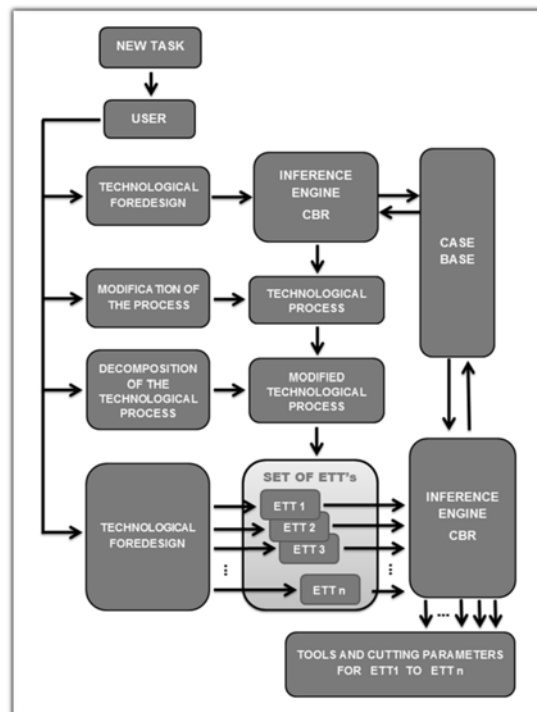 NEW TASK
USER
TECHNOLOGICAL
FOREDESIGN
INFERENCE
ENGINE
CBR
CASE
BASE
MODIFICATION OF
THE PROCESS
TECHNOLOGICAL
PROCESS
DECOMPOSITION
OF THE
TECHNOLOGICAL
PROCESS
MODIFIED
TECHNOLOGICAL
PROCESS
SET OF ETT's
TECHNOLOGICAL
FOREDESIGN
ETT 1
ETT 2
ETT 3
...
ETT n
...
INFERENCE
ENGINE
CBR
...
TOOLS AND CUTTING PARAMETERS
FOR ETT1 TO ETT n